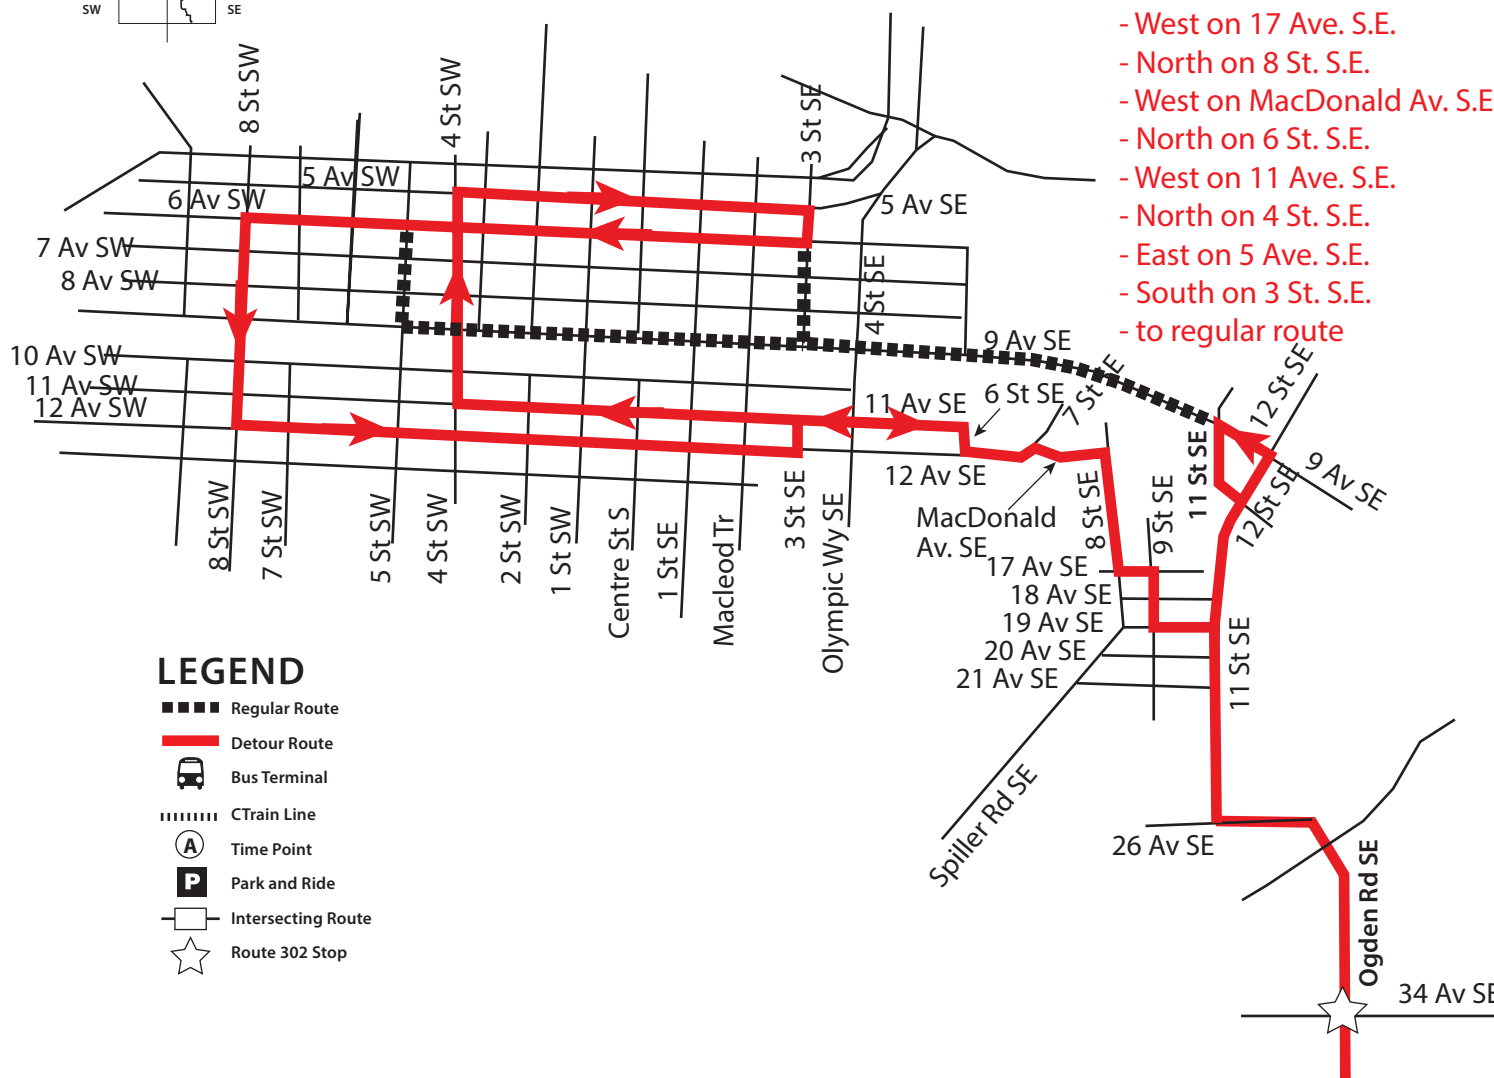 SW
SE
- West on 17 Ave. S.E.
- North on 8 St. S.E.
- West on MacDonald Av. S.E
- North on 6 St. S.E.
- West on 11 Ave. S.E.
- North on 4 St. S.E.
- East on 5 Ave. S.E.
- South on 3 St. S.E.
- to regular route
8 St SW
4 St SW
3 St SE
5 Av SW
6 Av SW
5 Av SE
7 Av SW
8 Av SW
4 St SE
9 Av SE
10 Av SW
11 Av SW
12 Av SW
11 Av SE
6 St SE
7 St SE
12 St SE
11 St SE
9 Av SE
12 St SE
12 Av SE
MacDonald
Av. SE
8 St SE
9 St SE
8 St SW
7 St SW
5 St SW
4 St SW
2 St SW
1 St SW
Centre St S
1 St SE
Macleod Tr
3 St SE
Olympic Wy SE
17 Av SE
18 Av SE
19 Av SE
20 Av SE
21 Av SE
11 St SE
Spiller Rd SE
26 Av SE
Ogden Rd SE
34 Av SE
LEGEND
Regular Route
Detour Route
Bus Terminal
CTrain Line
A
Time Point
P
Park and Ride
Intersecting Route
Route 302 Stop